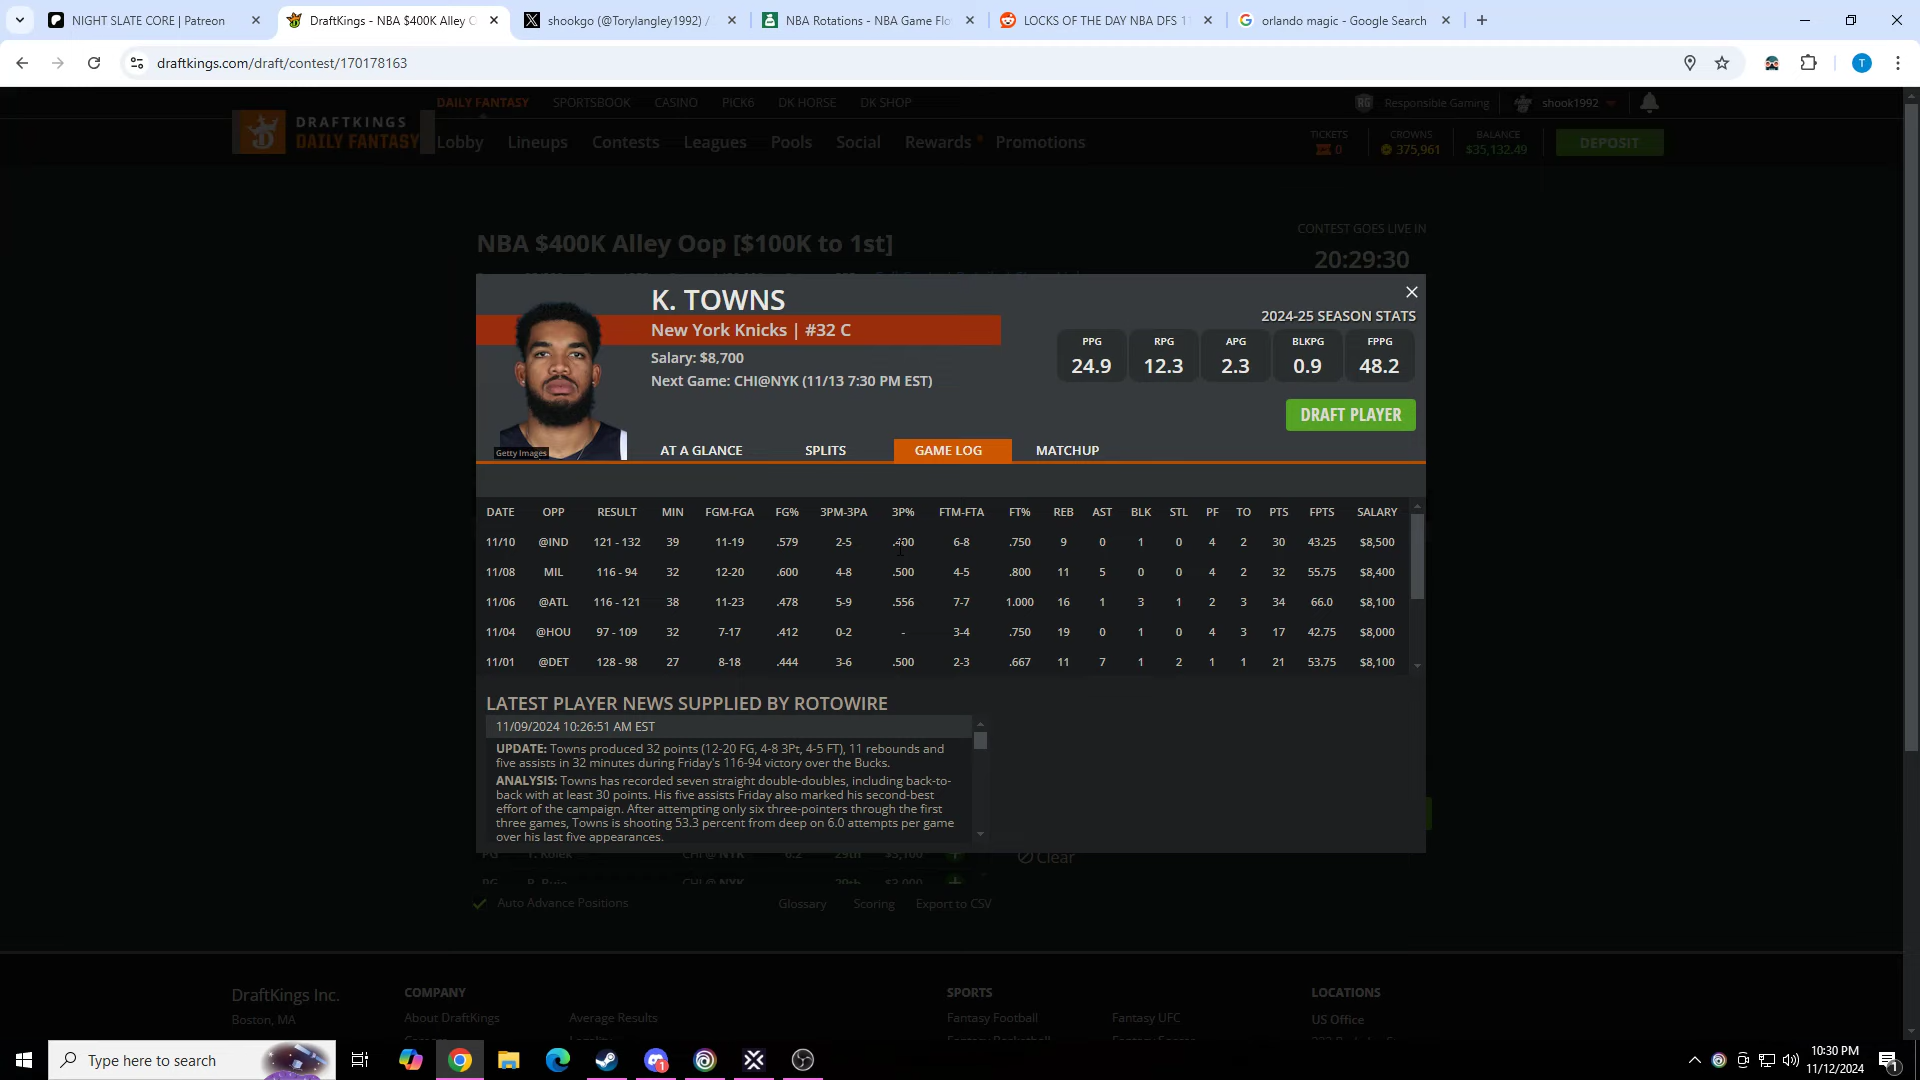 NIGHT SLATE CORE | Patreon
DraftKings - NBA $400K Alley O
shookgo (@Torylangley1992) /
NBA Rotations - NBA Game Flo
LOCKS OF THE DAY NBA DFS 1
orlando magic - Google Search
draftkings.com/draft/contest/170178163
T
DAILY FANTASY SPORTSBOOK CASINO PICK6 DK HORSE DK SHOP
RG Responsible Gaming shook1992
DRAFTKINGS
DAILY FANTASY
Lobby Lineups Contests Leagues Pools Social Rewards Promotions
TICKETS CROWNS BALANCE
0 375,961 $35,132.49
DEPOSIT
NBA $400K Alley Oop [$100K to 1st]
CONTEST GOES LIVE IN
20:29:30
K. TOWNS
New York Knicks | #32 C
Salary: $8,700
Next Game: CHI@NYK (11/13 7:30 PM EST)
Getty Images
2024-25 SEASON STATS
PPG RPG APG BLKPG FPPG
24.9 12.3 2.3 0.9 48.2
DRAFT PLAYER
AT A GLANCE SPLITS GAME LOG MATCHUP
DATE OPP RESULT MIN FGM-FGA FG% 3PM-3PA 3P% FTM-FTA FT% REB AST BLK STL PF TO PTS FPTS SALARY
11/10 @IND 121 - 132 39 11-19 .579 2-5 .400 6-8 .750 9 0 1 0 4 2 30 43.25 $8,500
11/08 MIL 116 - 94 32 12-20 .600 4-8 .500 4-5 .800 11 5 0 0 4 2 32 55.75 $8,400
11/06 @ATL 116 - 121 38 11-23 .478 5-9 .556 7-7 1.000 16 1 3 1 2 3 34 66.0 $8,100
11/04 @HOU 97 - 109 32 7-17 .412 0-2 - 3-4 .750 19 0 1 0 4 3 17 42.75 $8,000
11/01 @DET 128 - 98 27 8-18 .444 3-6 .500 2-3 .667 11 7 1 2 1 1 21 53.75 $8,100
LATEST PLAYER NEWS SUPPLIED BY ROTOWIRE
11/09/2024 10:26:51 AM EST
UPDATE: Towns produced 32 points (12-20 FG, 4-8 3Pt, 4-5 FT), 11 rebounds and
five assists in 32 minutes during Friday's 116-94 victory over the Bucks.
ANALYSIS: Towns has recorded seven straight double-doubles, including back-to-
back with at least 30 points. His five assists Friday also marked his second-best
effort of the campaign. After attempting only six three-pointers through the first
three games, Towns is shooting 53.3 percent from deep on 6.0 attempts per game
over his last five appearances.
PG T. Kolek CHI @ NYK 6.2 29th $3,100
Clear
PG CHI @ NYK 29th $3,000
Auto Advance Positions Glossary Scoring Export to CSV
DraftKings Inc.
Boston, MA
COMPANY
About DraftKings Average Results
SPORTS
Fantasy Football Fantasy UFC
LOCATIONS
US Office
Type here to search
10:30 PM
11/12/2024